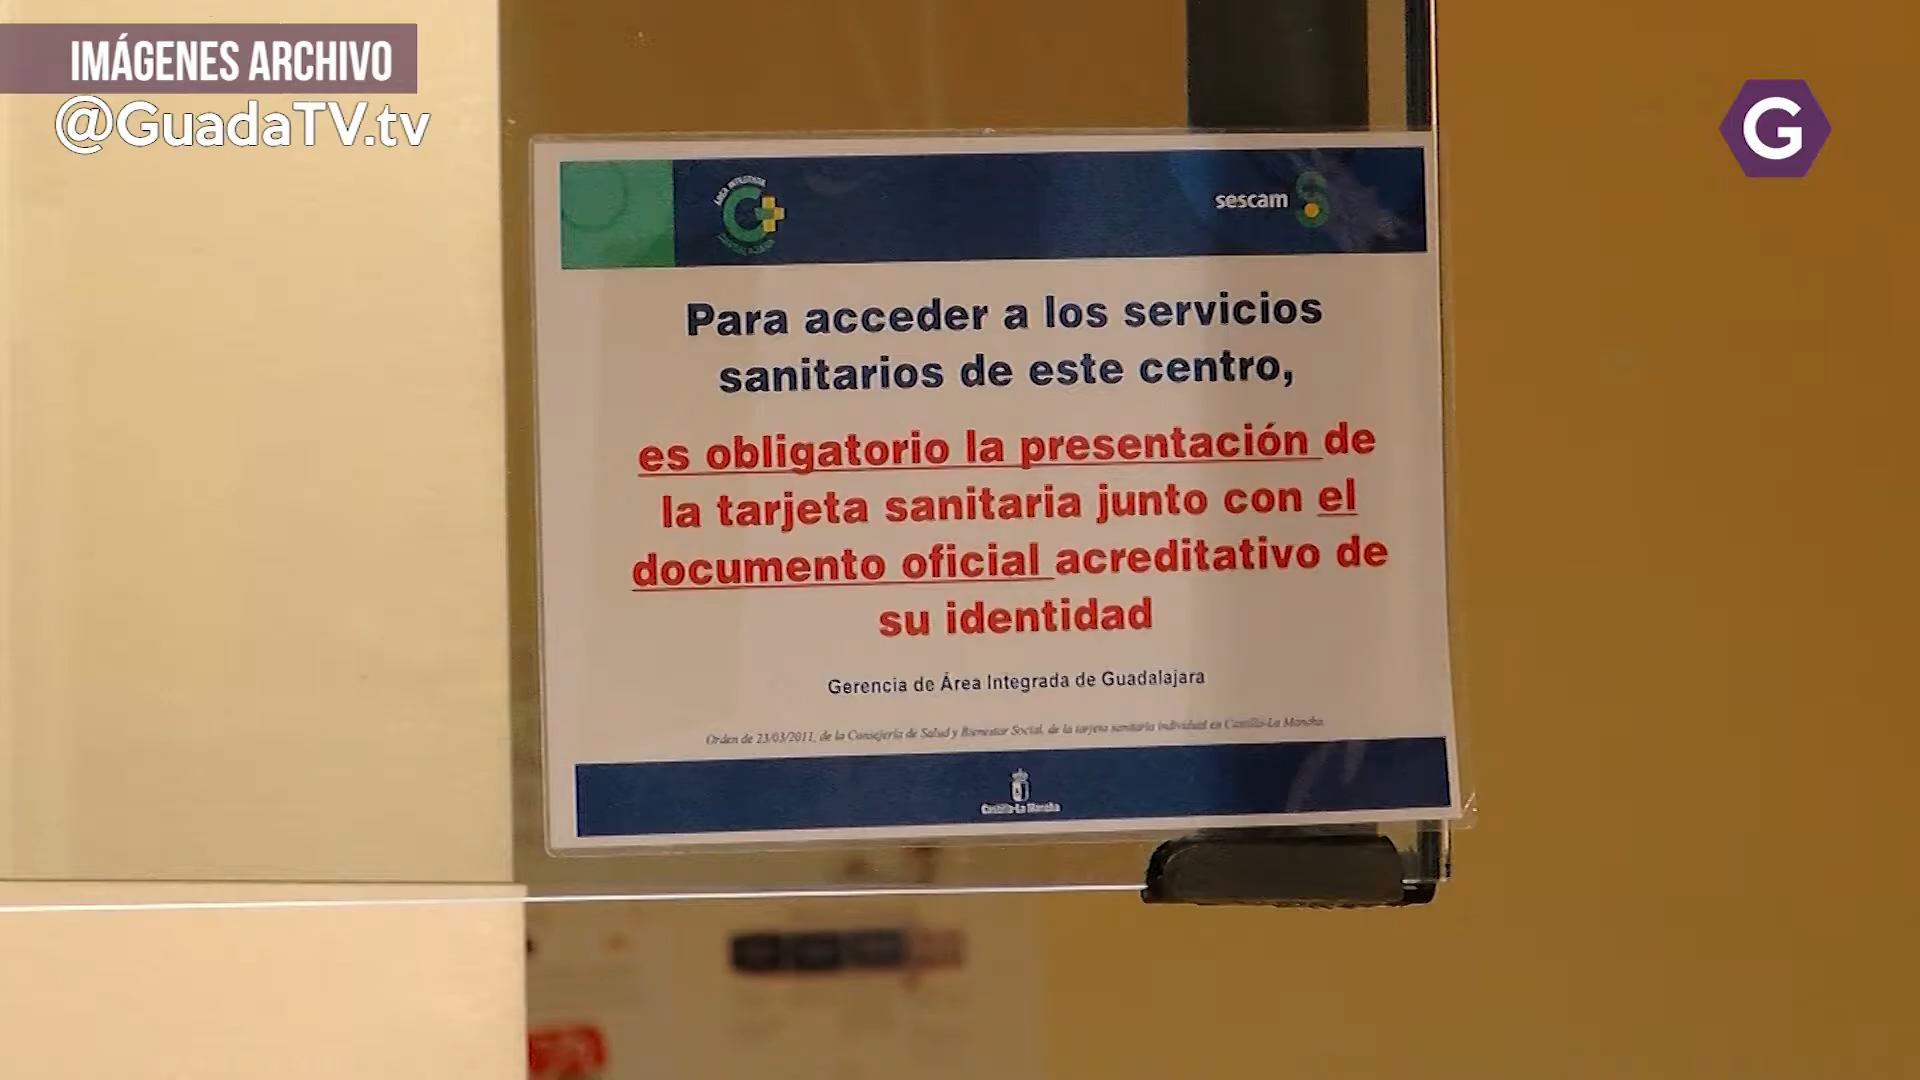 IMÁGENES ARCHIVO
@GuadaTV.tv
G
ÁREA INTEGRADA
GUADALAJARA
sescam
Para acceder a los servicios
sanitarios de este centro,
es obligatorio la presentación de
la tarjeta sanitaria junto con el
documento oficial acreditativo de
su identidad
Gerencia de Área Integrada de Guadalajara
Orden de 23/03/2011, de la Consejería de Salud y Bienestar Social, de la tarjeta sanitaria individual en Castilla-La Mancha.
Castilla-La Mancha